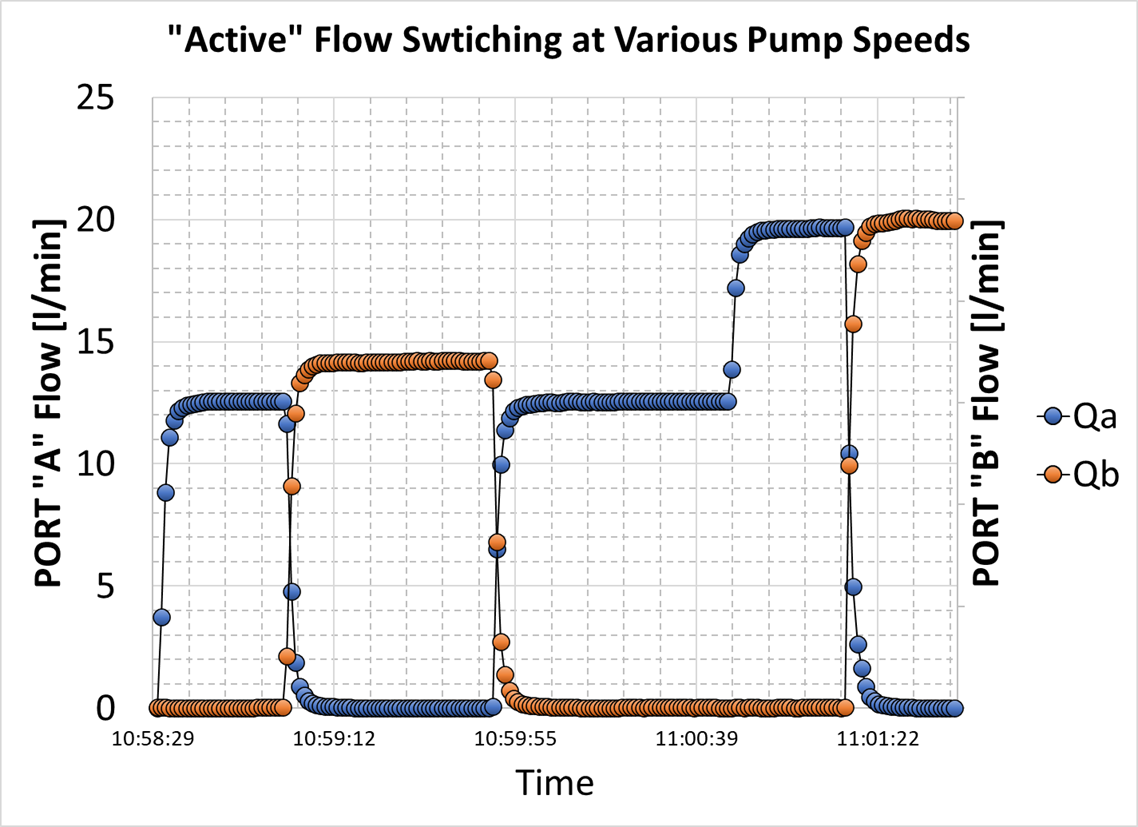 "Active" Flow Swtiching at Various Pump Speeds
25
20
15
10
5
0
PORT "A" Flow [l/min]
PORT "B" Flow [l/min]
Qa
Qb
10:58:29 10:59:12 10:59:55 11:00:39 11:01:22
Time